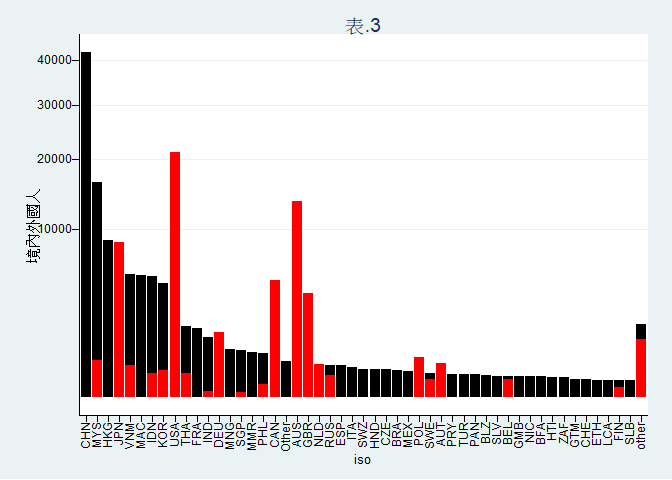 表.3
境內外國人
40000
30000
20000
10000
CHN MYS HKG JPN VNM MAC IDN KOR USA THA FRA IND DEU MNG SGP MMR PHL CAN Other AUS GBR NLD RUS ESP ITA SWZ HND CZE BRA MEX POL SWE AUT PRY TUR PAN BLZ SLV BEL GMB NIC BFA HTI ZAF GTM CHE ETH LCA FIN SLB other
iso